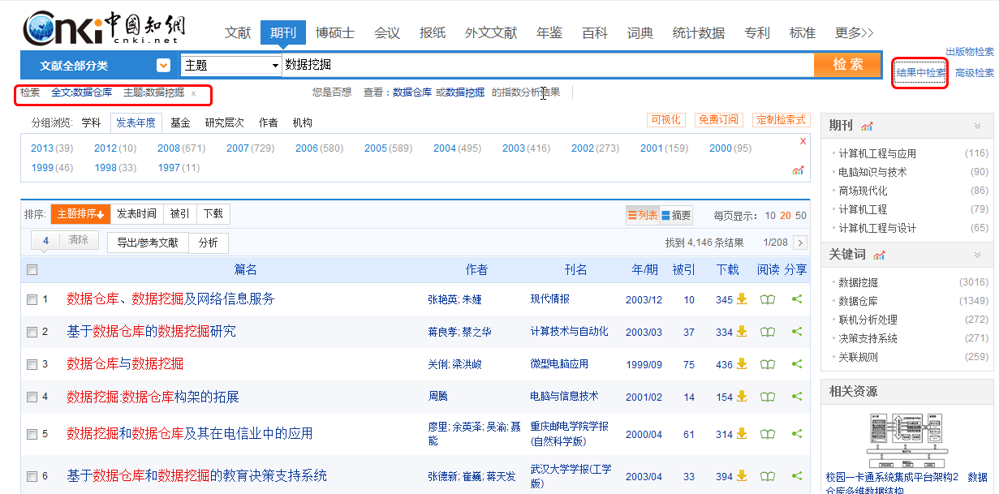 Cnki中國知網
cnki.net
文献 期刊 博硕士 会议 报纸 外文文献 年鉴 百科 词典 统计数据 专利 标准 更多>>
出版物检索
文献全部分类 主题 数据挖掘 检索 结果中检索 高级检索
检索 全文:数据仓库 主题:数据挖掘 x 您是否想 查看：数据仓库 或数据挖掘 的指数分析结果
分组浏览: 学科 发表年度 基金 研究层次 作者 机构 可视化 免费订阅 定制检索式
2013(39) 2012(10) 2008(671) 2007(729) 2006(580) 2005(589) 2004(495) 2003(416) 2002(273) 2001(159) 2000(95) X
1999(46) 1998(33) 1997(11)
排序: 主题排序↓ 发表时间 被引 下载 列表 摘要 每页显示: 10 20 50
4 清除 导出/参考文献 分析 找到 4,146 条结果 1/208 >
篇名 作者 刊名 年/期 被引 下载 阅读 分享
1 数据仓库、数据挖掘及网络信息服务 张艳英; 朱婕 现代情报 2003/12 10 345
2 基于数据仓库的数据挖掘研究 蒋良孝; 蔡之华 计算技术与自动化 2003/03 37 334
3 数据仓库与数据挖掘 关俐; 梁洪峻 微型电脑应用 1999/09 75 436
4 数据挖掘:数据仓库构架的拓展 周腾 电脑与信息技术 2001/02 14 154
5 数据挖掘和数据仓库及其在电信业中的应用 廖里; 余英泽; 吴渝; 聂能 重庆邮电学院学报(自然科学版) 2000/04 61 314
6 基于数据仓库和数据挖掘的教育决策支持系统 张德新; 崔巍; 蒋天发 武汉大学学报(工学版) 2003/04 33 394
期刊
计算机工程与应用 (116)
电脑知识与技术 (90)
商场现代化 (86)
计算机工程 (79)
计算机工程与设计 (65)
关键词
数据挖掘 (3016)
数据仓库 (1349)
联机分析处理 (272)
决策支持系统 (271)
关联规则 (259)
相关资源
校园一卡通系统集成平台架构2 数据
仓库多维数据结构